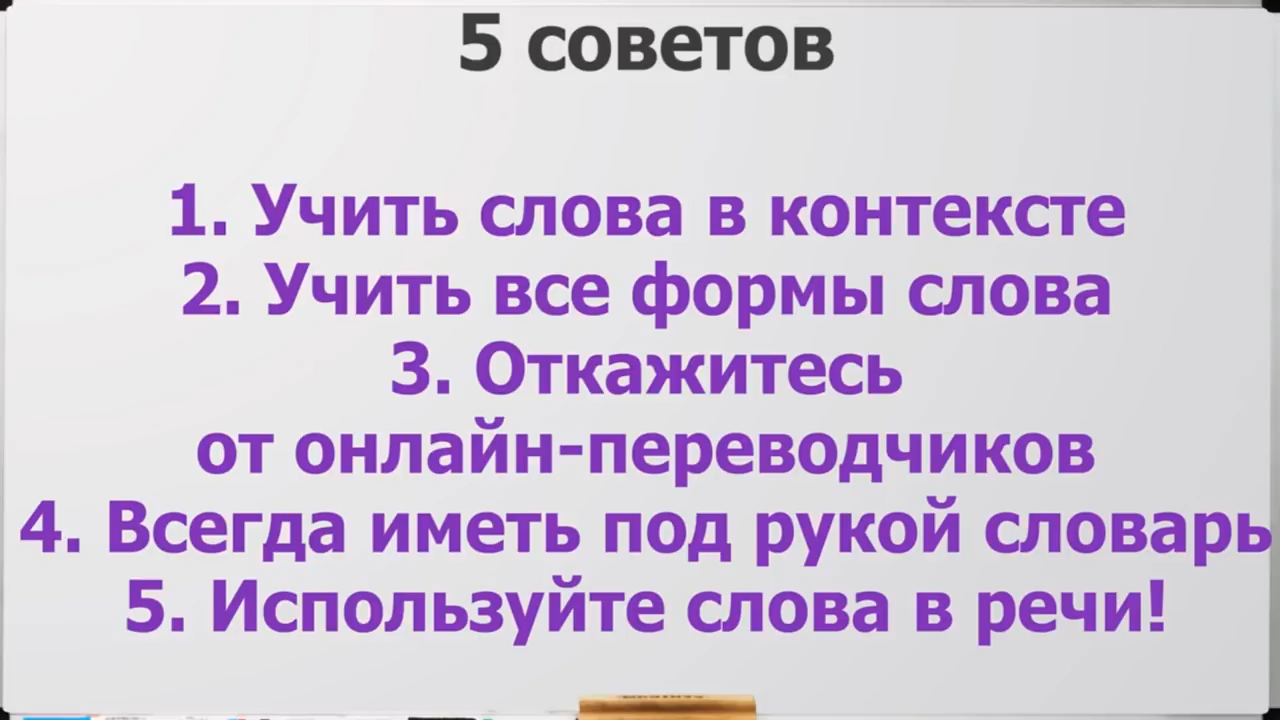 5 советов
1. Учить слова в контексте
2. Учить все формы слова
3. Откажитесь
от онлайн-переводчиков
4. Всегда иметь под рукой словарь
5. Используйте слова в речи!